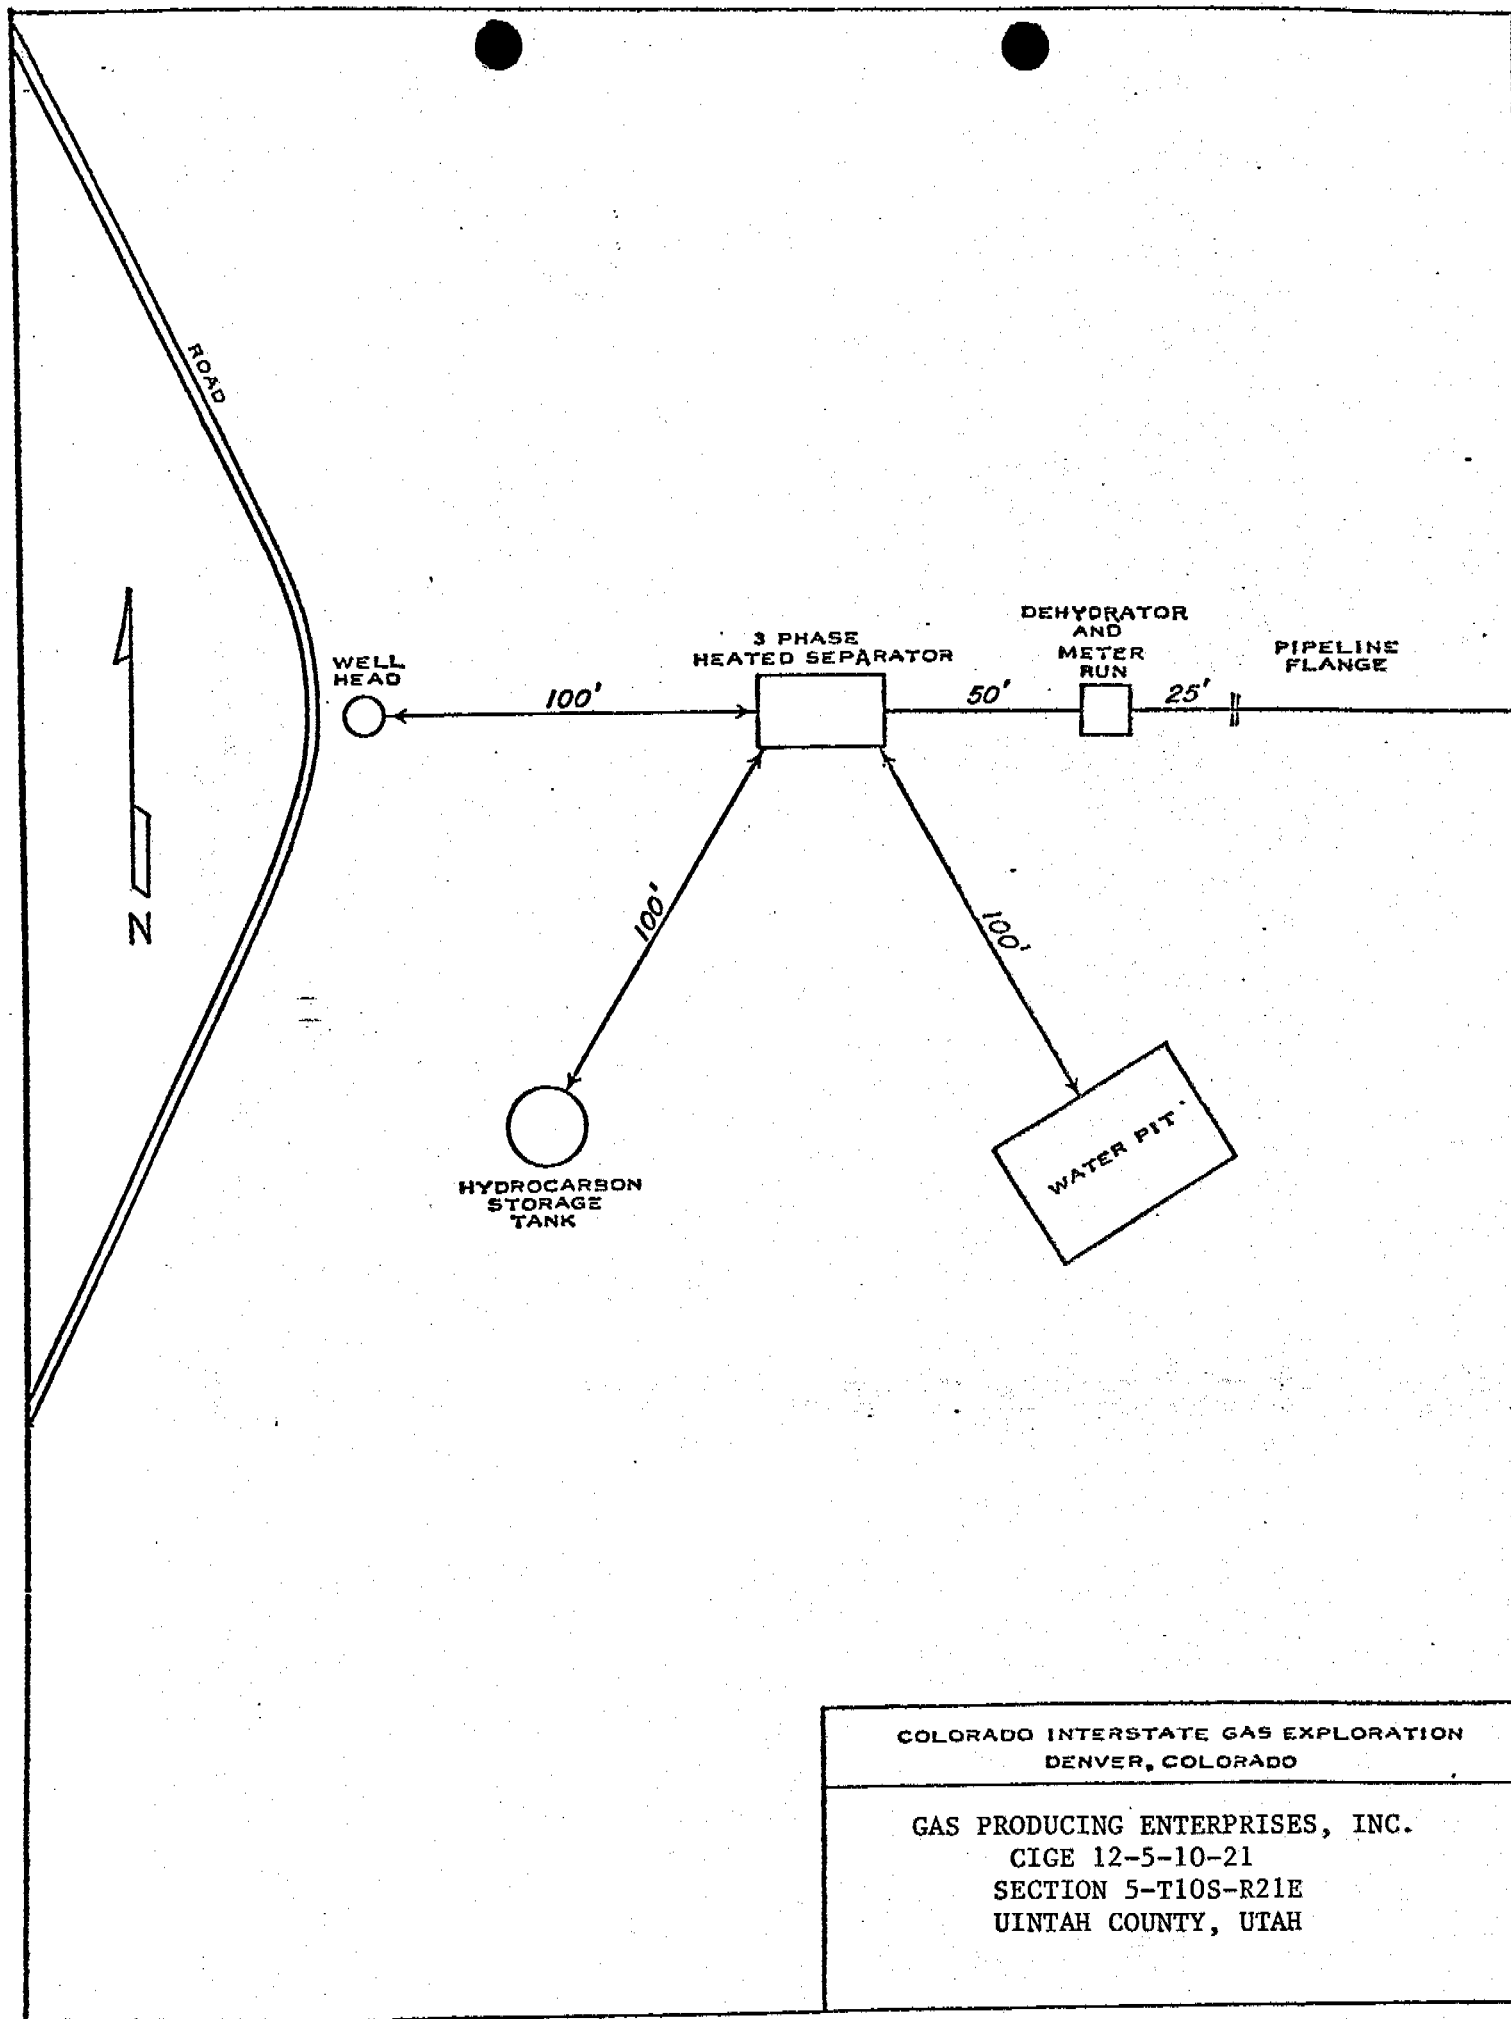 ROAD
WELL
HEAD
100'
3 PHASE
HEATED SEPARATOR
50'
DEHYDRATOR
AND
METER
RUN
25'
PIPELINE
FLANGE
N
100'
100'
HYDROCARBON
STORAGE
TANK
WATER PIT
COLORADO INTERSTATE GAS EXPLORATION
DENVER, COLORADO
GAS PRODUCING ENTERPRISES, INC.
CIGE 12-5-10-21
SECTION 5-T10S-R21E
UINTAH COUNTY, UTAH